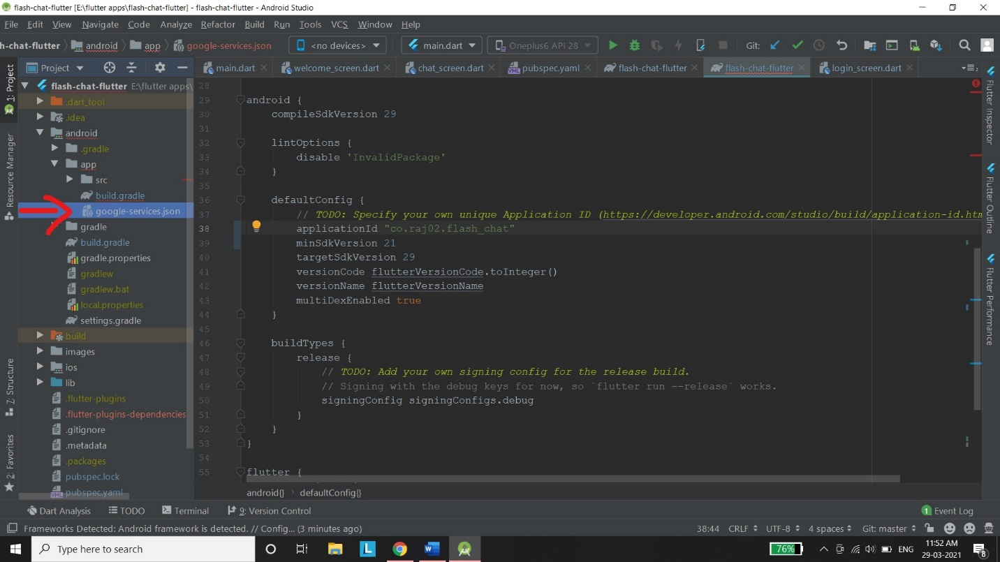 flash-chat-flutter [E:\flutter apps\flash-chat-flutter] - flash-chat-flutter - Android Studio
File Edit View Navigate Code Analyze Refactor Build Run Tools VCS Window Help
h-chat-flutter android app google-services.json <no devices> main.dart Oneplus6 API 28 Git:
1: Project
Resource Manager
7: Structure
2: Favorites
Project
flash-chat-flutter E:\flutter apps\
.dart_tool
.idea
android
.gradle
app
src
build.gradle
google-services.json
gradle
build.gradle
gradle.properties
gradlew
gradlew.bat
local.properties
settings.gradle
build
images
ios
lib
.flutter-plugins
.flutter-plugins-dependencies
.gitignore
.metadata
.packages
pubspec.lock
pubspec.yaml
main.dart welcome_screen.dart chat_screen.dart pubspec.yaml flash-chat-flutter flash-chat-flutter login_screen.dart
28
29 android {
30 compileSdkVersion 29
31
32 lintOptions {
33 disable 'InvalidPackage'
34 }
35
36 defaultConfig {
37 // TODO: Specify your own unique Application ID (https://developer.android.com/studio/build/application-id.htm
38 applicationId "co.raj02.flash_chat"
39 minSdkVersion 21
40 targetSdkVersion 29
41 versionCode flutterVersionCode.toInteger()
42 versionName flutterVersionName
43 multiDexEnabled true
44 }
45
46 buildTypes {
47 release {
48 // TODO: Add your own signing config for the release build.
49 // Signing with the debug keys for now, so `flutter run --release` works.
50 signingConfig signingConfigs.debug
51 }
52 }
53 }
54
55 flutter {
android{} › defaultConfig{}
Flutter Inspector
Flutter Outline
Flutter Performance
Dart Analysis TODO Terminal 9: Version Control 1 Event Log
Frameworks Detected: Android framework is detected. // Config... (3 minutes ago) 38:44 CRLF UTF-8 4 spaces Git: master
Type here to search L W 76% ENG 11:52 AM
29-03-2021 8